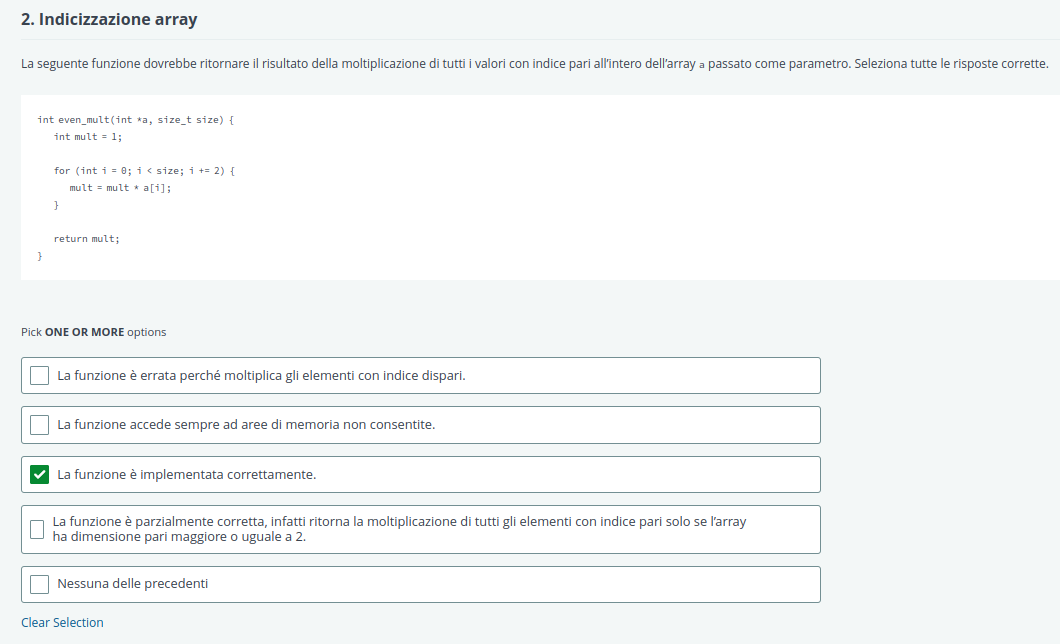 2. Indicizzazione array
La seguente funzione dovrebbe ritornare il risultato della moltiplicazione di tutti i valori con indice pari all'intero dell'array a passato come parametro. Seleziona tutte le risposte corrette.
int even_mult(int *a, size_t size) {
int mult = 1;
for (int i = 0; i < size; i += 2) {
mult = mult * a[i];
}
return mult;
}
Pick ONE OR MORE options
La funzione è errata perché moltiplica gli elementi con indice dispari.
La funzione accede sempre ad aree di memoria non consentite.
La funzione è implementata correttamente.
La funzione è parzialmente corretta, infatti ritorna la moltiplicazione di tutti gli elementi con indice pari solo se l'array
ha dimensione pari maggiore o uguale a 2.
Nessuna delle precedenti
Clear Selection